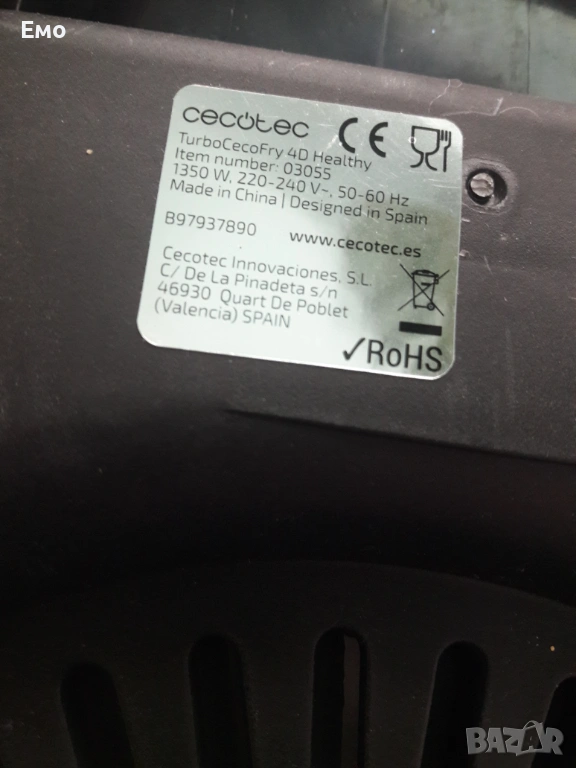 Емо
cecotec
TurboCecoFry 4D Healthy
Item number: 03055
1350 W. 220-240 V~, 50-60 Hz
Made in China | Designed in Spain
B97937890 www.cecotec.es
Cecotec Innovaciones, S.L.
C/ De La Pinadeta s/n
46930 Quart De Poblet
(Valencia) SPAIN
✓RoHS
BAZAR